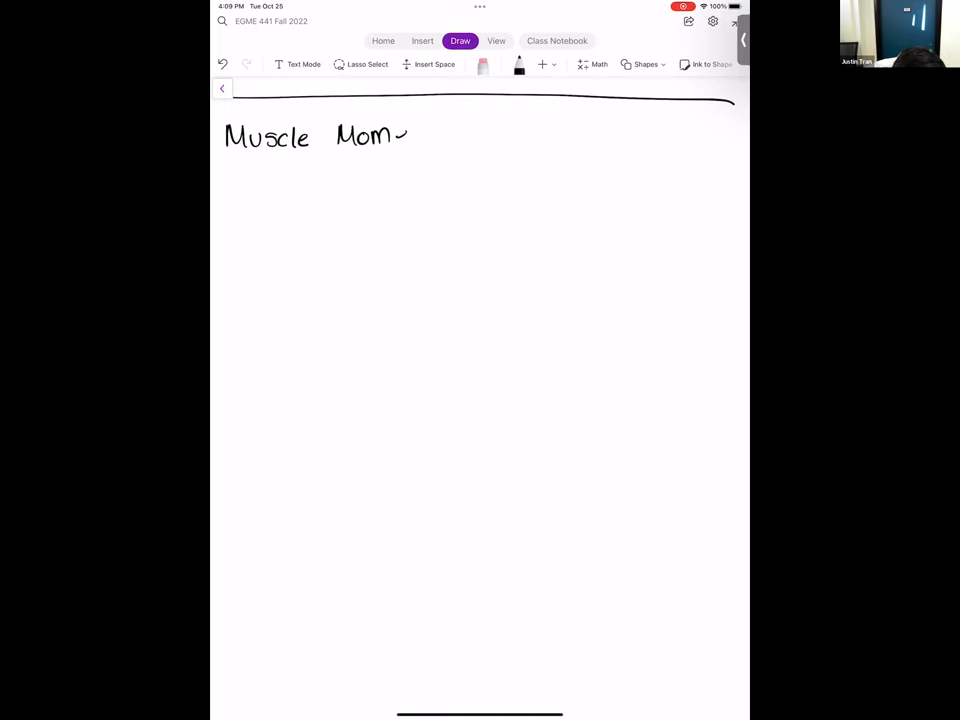 4:09 PM Tue Oct 25
100%
EGME 441 Fall 2022
Home Insert Draw View Class Notebook
Text Mode Lasso Select Insert Space Math Shapes Ink to Shape
Muscle Mom
Justin Tran